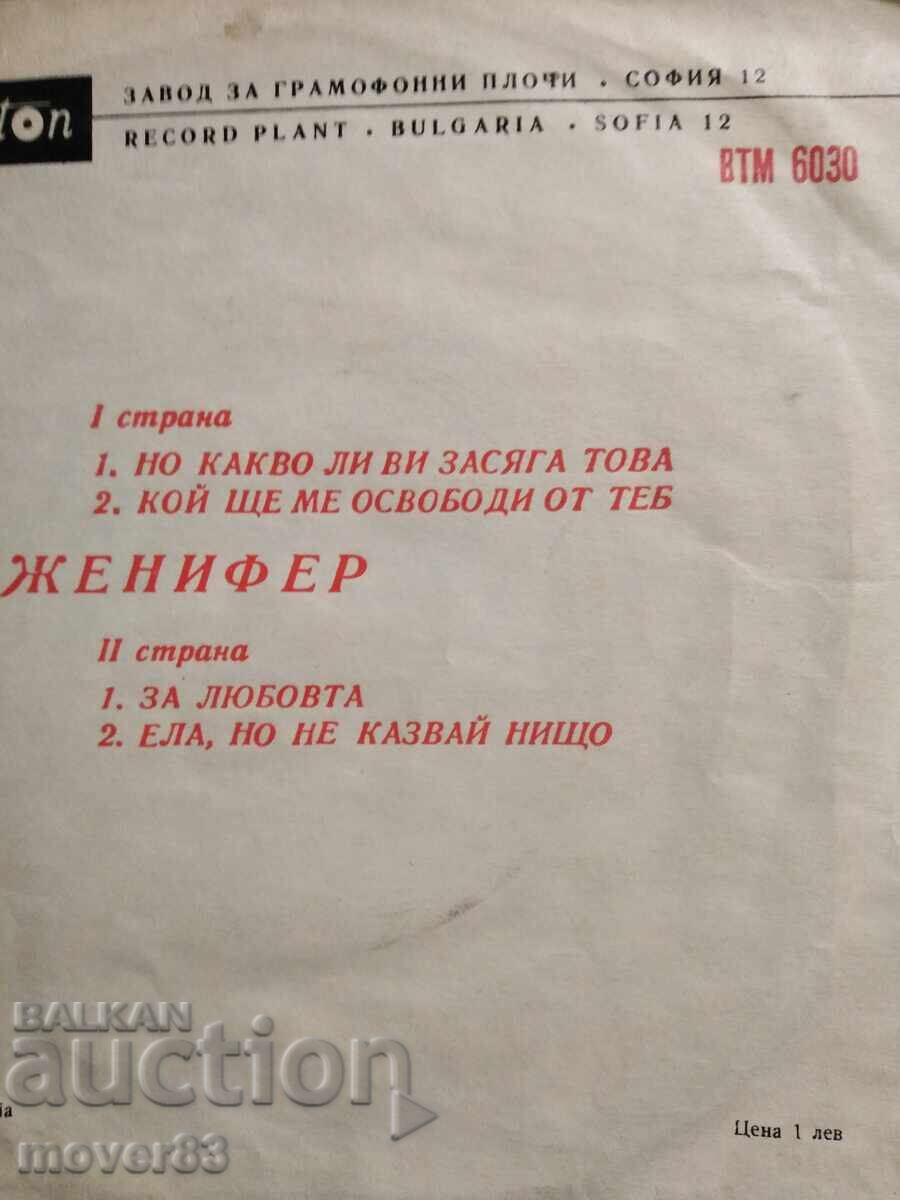 ton
ЗАВОД ЗА ГРАМОФОННИ ПЛОЧИ . СОФИЯ 12
RECORD PLANT . BULGARIA . SOFIA 12
ВТМ 6030
I страна
1. НО КАКВО ЛИ ВИ ЗАСЯГА ТОВА
2. КОЙ ЩЕ МЕ ОСВОБОДИ ОТ ТЕБ
ЖЕНИФЕР
II страна
1. ЗА ЛЮБОВТА
2. ЕЛА, НО НЕ КАЗВАЙ НИЩО
BALKAN
auction
mover83
Цена 1 лев